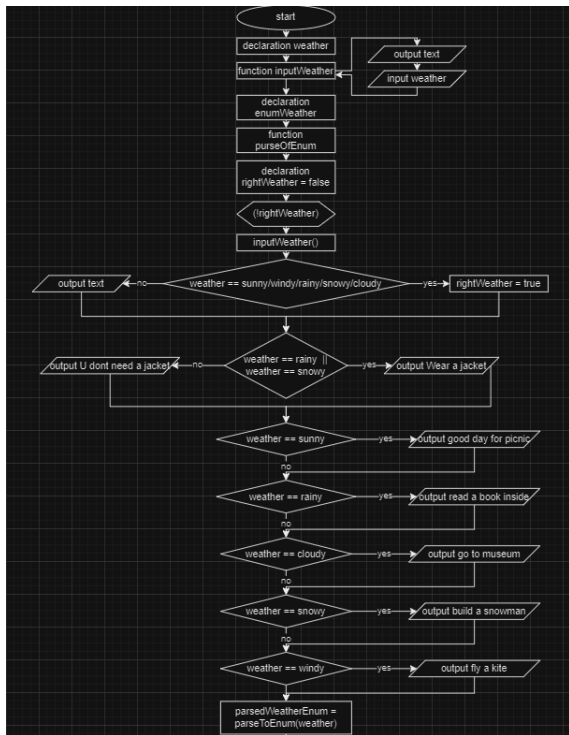 start
declaration weather
function inputWeather
output text
input weather
declaration
enumWeather
function
purseOfEnum
declaration
rightWeather = false
(!rightWeather)
inputWeather()
weather == sunny/windy/rainy/snowy/cloudy
no
output text
yes
rightWeather = true
weather == rainy ||
weather == snowy
no
output U dont need a jacket
yes
output Wear a jacket
weather == sunny
yes
output good day for picnic
no
weather == rainy
yes
output read a book inside
no
weather == cloudy
yes
output go to museum
no
weather == snowy
yes
output build a snowman
no
weather == windy
yes
output fly a kite
parsedWeatherEnum =
parseToEnum(weather)